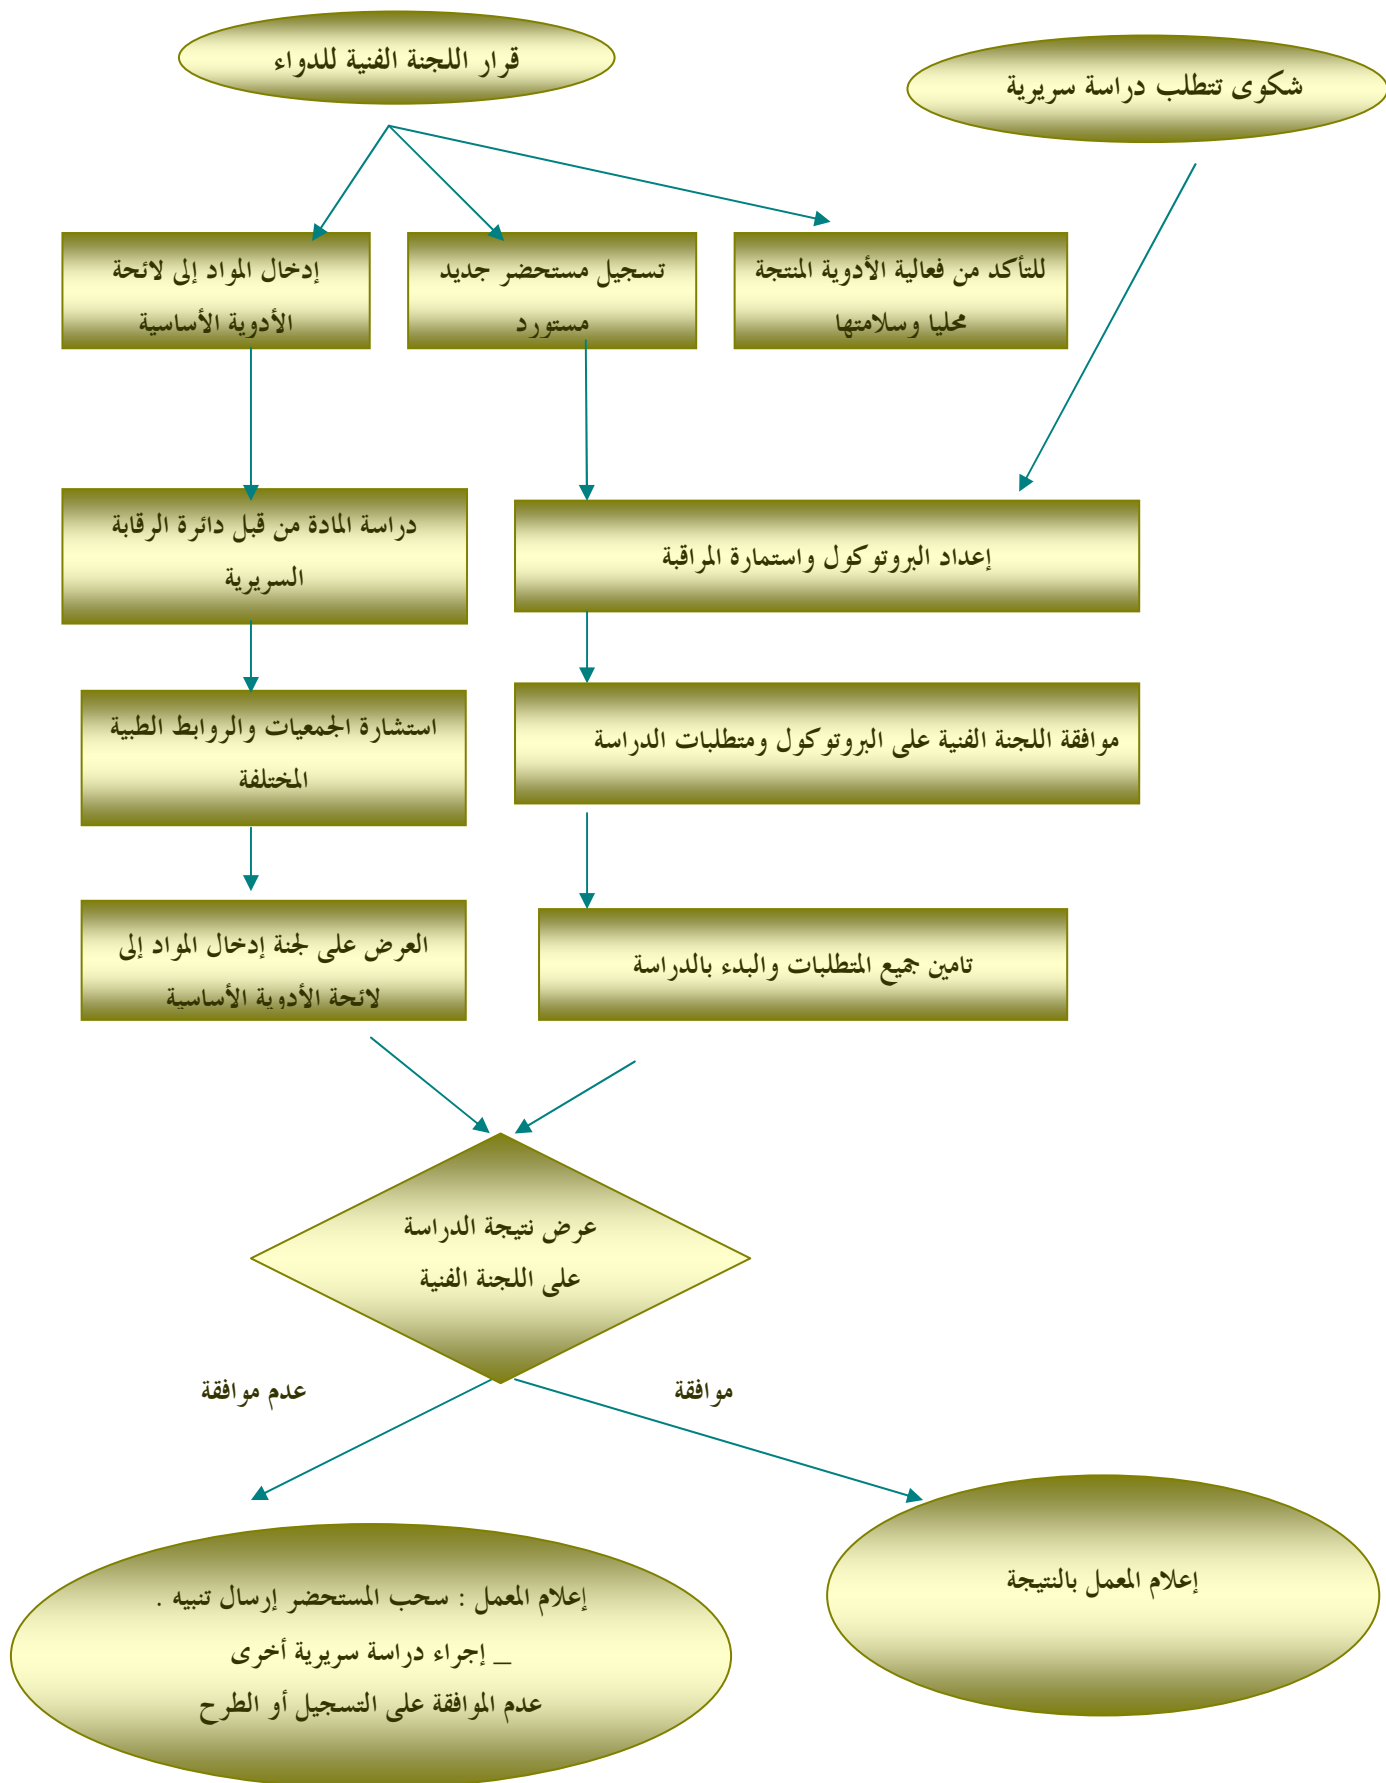 قرار اللجنة الفنية للدواء
شكوى تتطلب دراسة سريرية
للتأكد من فعالية الأدوية المنتجة
محليا وسلامتها
تسجيل مستحضر جديد
مستورد
إدخال المواد إلى لائحة
الأدوية الأساسية
إعداد البروتوكول واستمارة المراقبة
دراسة المادة من قبل دائرة الرقابة
السريرية
موافقة اللجنة الفنية على البروتوكول ومتطلبات الدراسة
استشارة الجمعيات والروابط الطبية
المختلفة
تامين جميع المتطلبات والبدء بالدراسة
العرض على لجنة إدخال المواد إلى
لائحة الأدوية الأساسية
عرض نتيجة الدراسة
على اللجنة الفنية
موافقة
عدم موافقة
إعلام المعمل بالنتيجة
إعلام المعمل : سحب المستحضر إرسال تنبيه .
_ إجراء دراسة سريرية أخرى
عدم الموافقة على التسجيل أو الطرح